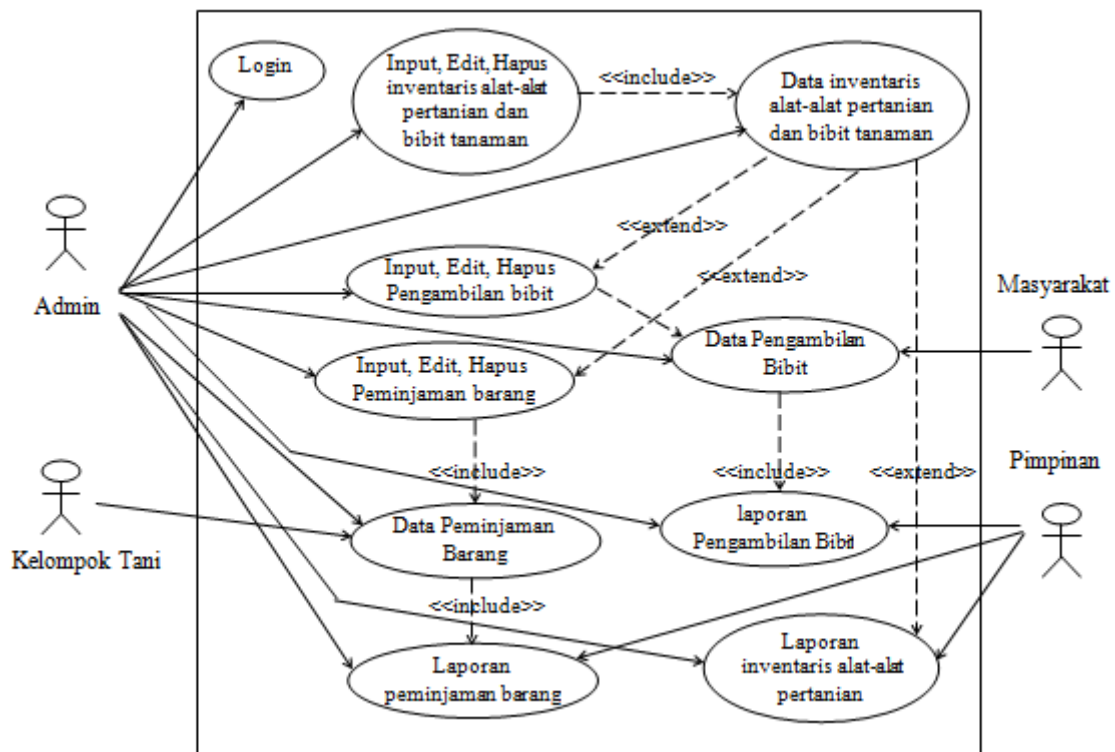 Login
Input, Edit, Hapus
inventaris alat-alat
pertanian dan
bibit tanaman
<<include>>
Data inventaris
alat-alat pertanian
dan bibit tanaman
<<extend>>
<<extend>>
Admin
Input, Edit, Hapus
Pengambilan bibit
Masyarakat
Data Pengambilan
Bibit
Input, Edit, Hapus
Peminjaman barang
<<include>>
<<include>>
<<extend>>
Pimpinan
Kelompok Tani
Data Peminjaman
Barang
laporan
Pengambilan Bibit
<<include>>
Laporan
peminjaman barang
Laporan
inventaris alat-alat
pertanian